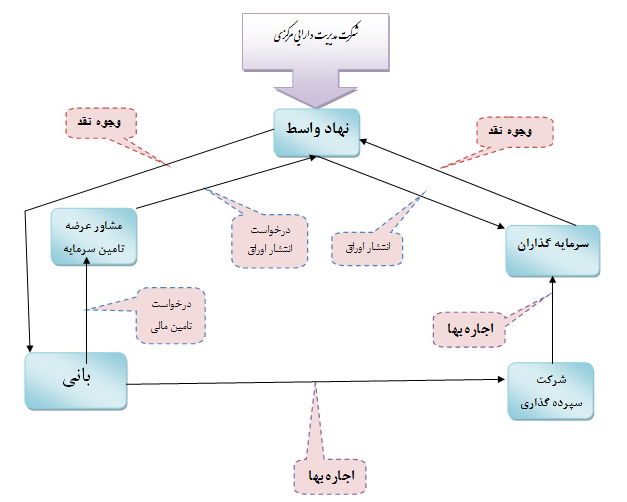 شرکت مدیریت دارایی مرکزی
نهاد واسط
وجوه نقد
وجوه نقد
مشاور عرضه
تامین سرمایه
درخواست
انتشار اوراق
انتشار اوراق
سرمایه گذاران
درخواست
تامین مالی
اجاره بها
بانی
شرکت
سپرده گذاری
اجاره بها